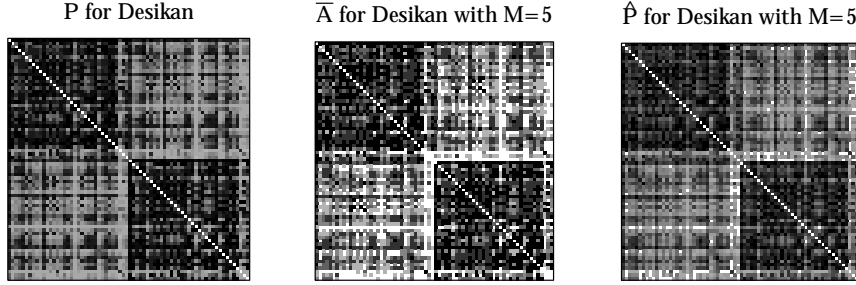 P for Desikan
A̅ for Desikan with M=5
P̂ for Desikan with M=5